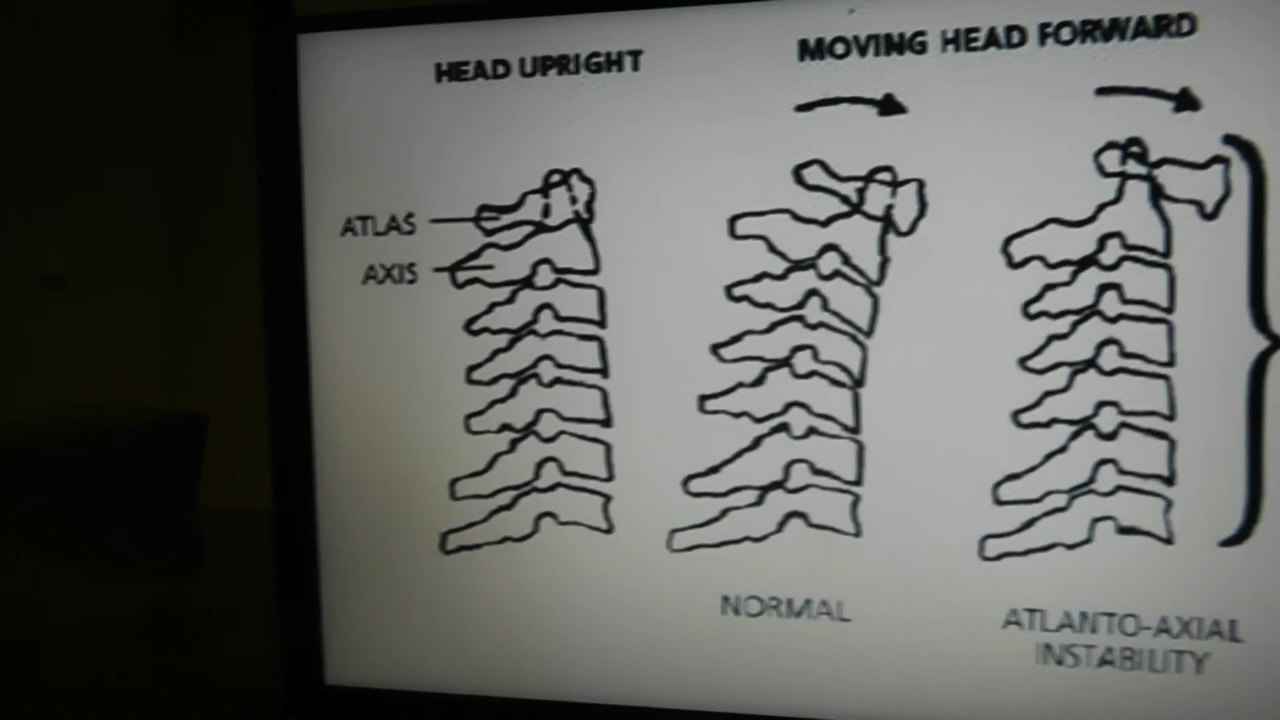 HEAD UPRIGHT
MOVING HEAD FORWARD
ATLAS
AXIS
NORMAL
ATLANTO-AXIAL
INSTABILITY